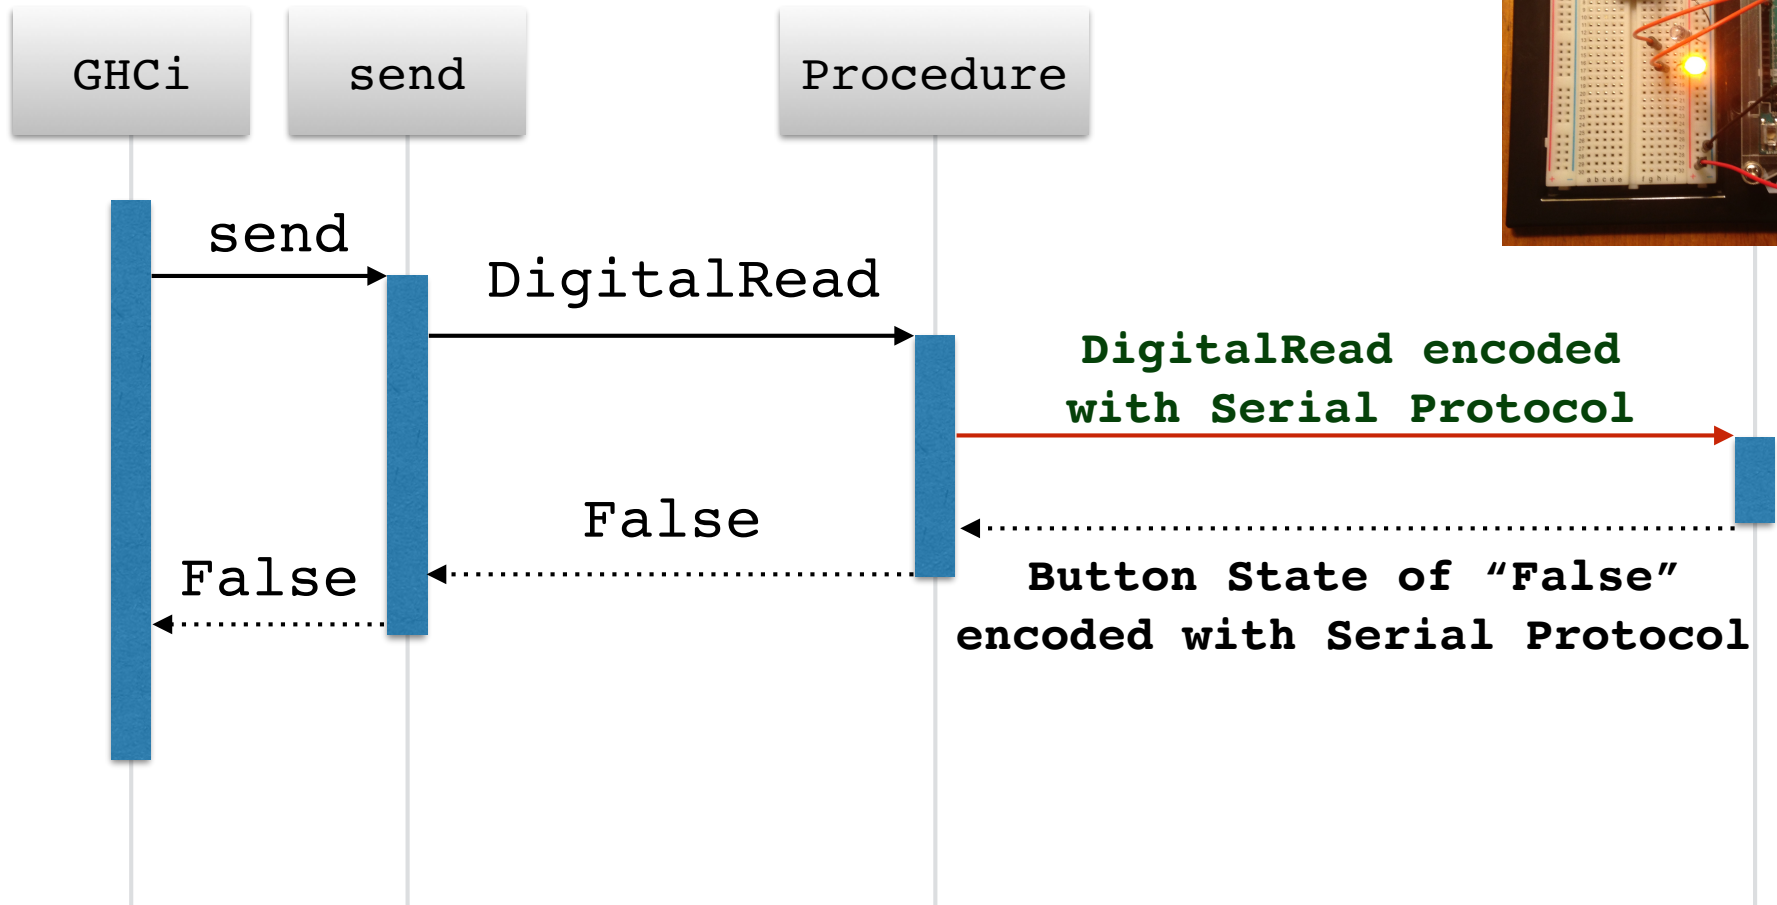 GHCi
send
Procedure
send
DigitalRead
DigitalRead encoded
with Serial Protocol
False
False
Button State of “False”
encoded with Serial Protocol
a b c d e
f g h i j